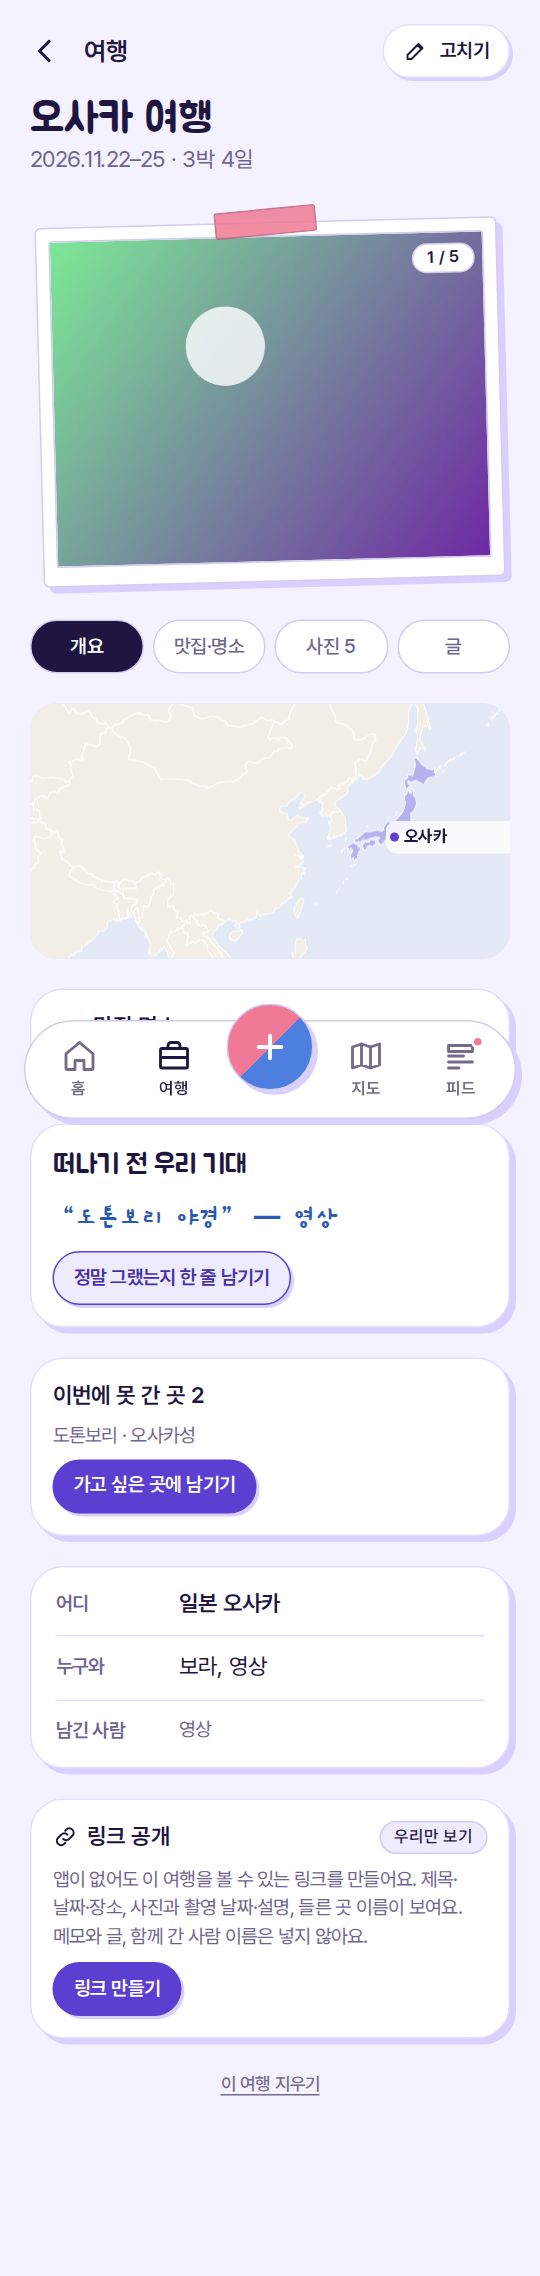 여행
고치기
오사카 여행
2026.11.22–25 · 3박 4일
1 / 5
개요
맛집·명소
사진 5
글
오사카
홈
여행
지도
피드
떠나기 전 우리 기대
“도톤보리 야경” — 영상
정말 그랬는지 한 줄 남기기
이번에 못 간 곳 2
도톤보리 · 오사카성
가고 싶은 곳에 남기기
어디 일본 오사카
누구와 보라, 영상
남긴 사람 영상
링크 공개
우리만 보기
앱이 없어도 이 여행을 볼 수 있는 링크를 만들어요. 제목·
날짜·장소, 사진과 촬영 날짜·설명, 들른 곳 이름이 보여요.
메모와 글, 함께 간 사람 이름은 넣지 않아요.
링크 만들기
이 여행 지우기